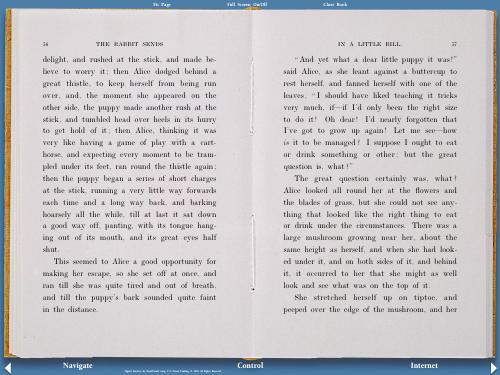 1st Page
Full Screen On/Off
Close Book
56
THE RABBIT SENDS
delight, and rushed at the stick, and made be-
lieve to worry it; then Alice dodged behind a
great thistle, to keep herself from being run
over, and, the moment she appeared on the
other side, the puppy made another rush at the
stick, and tumbled head over heels in its hurry
to get hold of it; then Alice, thinking it was
very like having a game of play with a cart-
horse, and expecting every moment to be tram-
pled under its feet, ran round the thistle again;
then the puppy began a series of short charges
at the stick, running a very little way forwards
each time and a long way back, and barking
hoarsely all the while, till at last it sat down
a good way off, panting, with its tongue hang-
ing out of its mouth, and its great eyes half
shut.
This seemed to Alice a good opportunity for
making her escape, so she set off at once, and
ran till she was quite tired and out of breath,
and till the puppy's bark sounded quite faint
in the distance.
IN A LITTLE BILL.
57
"And yet what a dear little puppy it was!"
said Alice, as she leant against a buttercup to
rest herself, and fanned herself with one of the
leaves. "I should have liked teaching it tricks
very much, if—if I'd only been the right size
to do it! Oh dear! I'd nearly forgotten that
I've got to grow up again! Let me see—how
is it to be managed? I suppose I ought to eat
or drink something or other; but the great
question is, what?"
The great question certainly was, what?
Alice looked all round her at the flowers and
the blades of grass, but she could not see any-
thing that looked like the right thing to eat
or drink under the circumstances. There was a
large mushroom growing near her, about the
same height as herself, and when she had look-
ed under it, and on both sides of it, and behind
it, it occurred to her that she might as well
look and see what was on the top of it.
She stretched herself up on tiptoe, and
peeped over the edge of the mushroom, and her
Navigate
Control
Internet